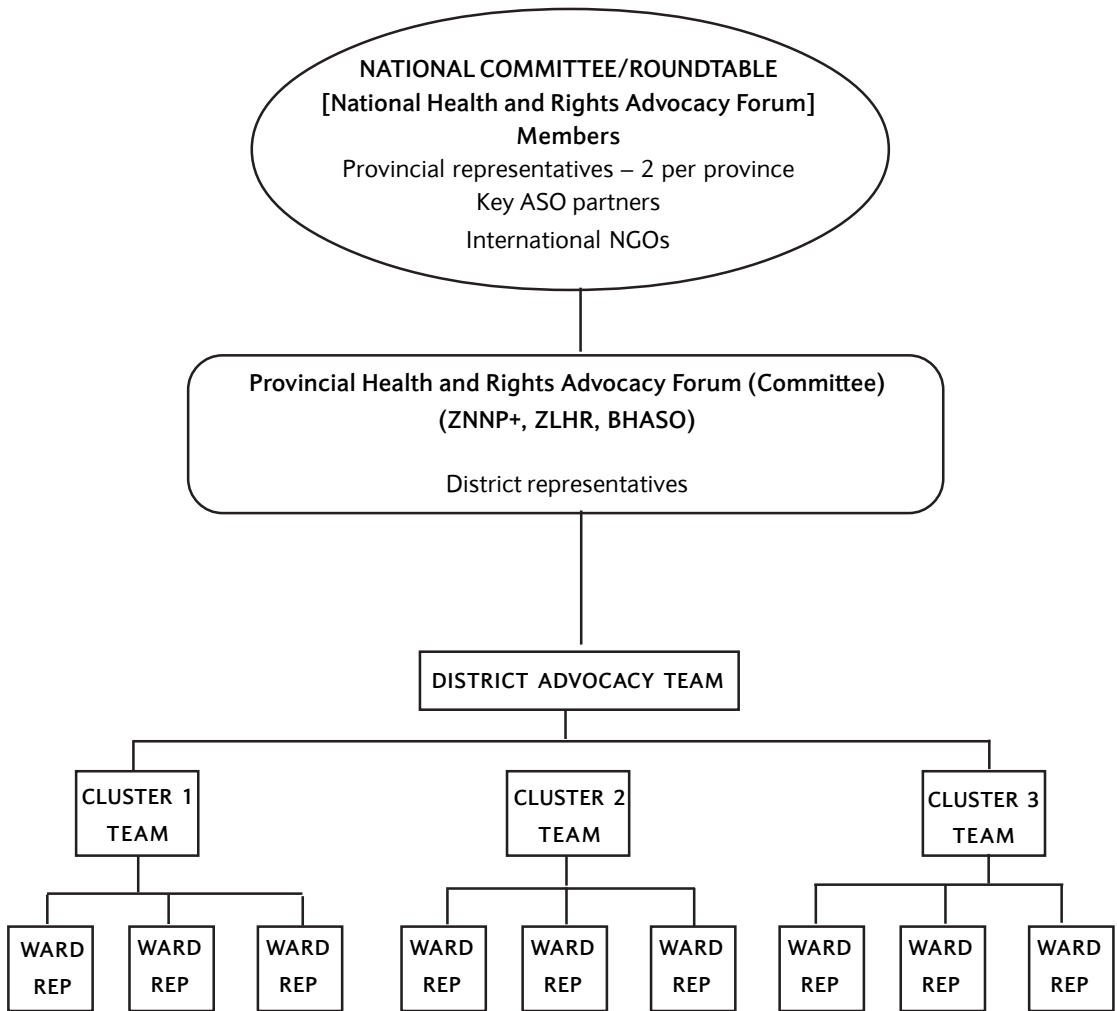 NATIONAL COMMITTEE/ROUNDTABLE
[National Health and Rights Advocacy Forum]
Members
Provincial representatives – 2 per province
Key ASO partners
International NGOs
Provincial Health and Rights Advocacy Forum (Committee)
(ZNNP+, ZLHR, BHASO)
District representatives
DISTRICT ADVOCACY TEAM
CLUSTER 1
TEAM
CLUSTER 2
TEAM
CLUSTER 3
TEAM
WARD
REP
WARD
REP
WARD
REP
WARD
REP
WARD
REP
WARD
REP
WARD
REP
WARD
REP
WARD
REP